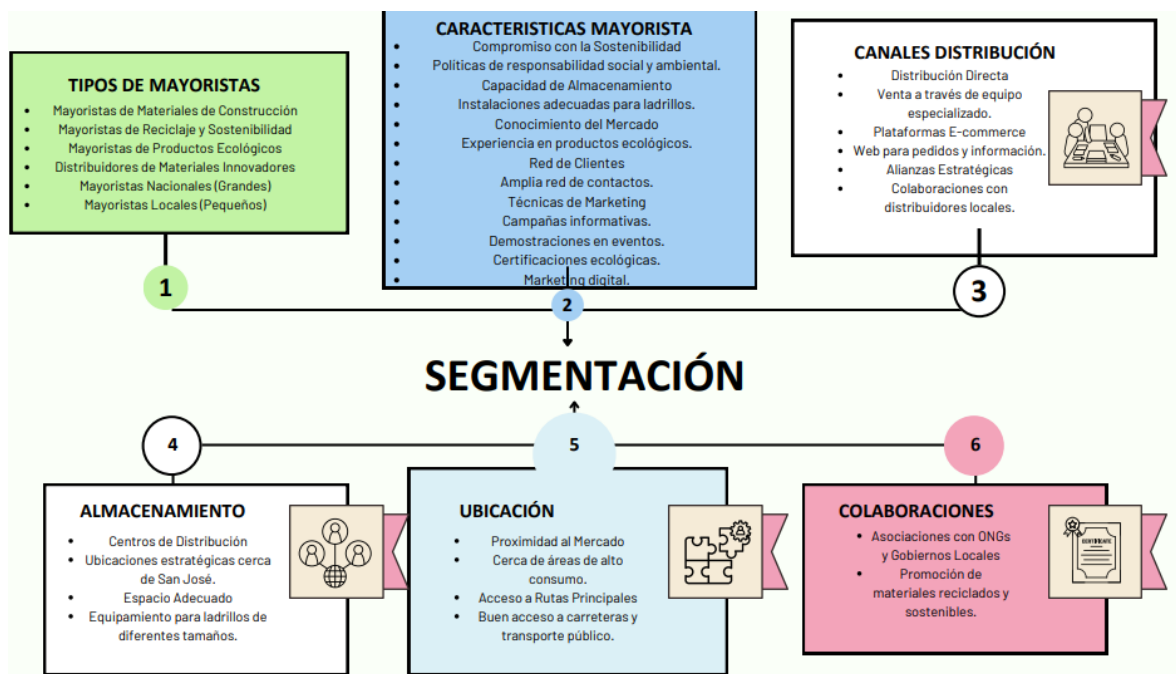 TIPOS DE MAYORISTAS
• Mayoristas de Materiales de Construcción
• Mayoristas de Reciclaje y Sostenibilidad
• Mayoristas de Productos Ecológicos
• Distribuidores de Materiales Innovadores
• Mayoristas Nacionales (Grandes)
• Mayoristas Locales (Pequeños)
1
CARACTERISTICAS MAYORISTA
• Compromiso con la Sostenibilidad
• Políticas de responsabilidad social y ambiental.
• Capacidad de Almacenamiento
• Instalaciones adecuadas para ladrillos.
• Conocimiento del Mercado
• Experiencia en productos ecológicos.
• Red de Clientes
• Amplia red de contactos.
• Técnicas de Marketing
• Campañas informativas.
• Demostraciones en eventos.
• Certificaciones ecológicas.
• Marketing digital.
2
CANALES DISTRIBUCIÓN
• Distribución Directa
• Venta a través de equipo
especializado.
• Plataformas E-commerce
• Web para pedidos y información.
• Alianzas Estratégicas
• Colaboraciones con
distribuidores locales.
3
SEGMENTACIÓN
4
ALMACENAMIENTO
• Centros de Distribución
• Ubicaciones estratégicas cerca
de San José.
• Espacio Adecuado
• Equipamiento para ladrillos de
diferentes tamaños.
5
UBICACIÓN
• Proximidad al Mercado
• Cerca de áreas de alto
consumo.
• Acceso a Rutas Principales
• Buen acceso a carreteras y
transporte público.
6
COLABORACIONES
• Asociaciones con ONGs
y Gobiernos Locales
• Promoción de
materiales reciclados y
sostenibles.
CERTIFICATE